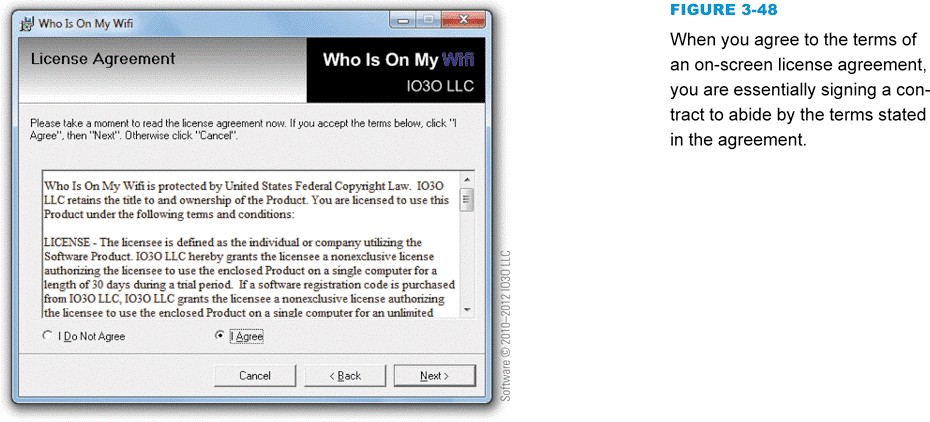 Who Is On My Wifi
License Agreement
Who Is On My Wifi
IO3O LLC
Please take a moment to read the license agreement now. If you accept the terms below, click "I
Agree", then "Next". Otherwise click "Cancel".
Who Is On My Wifi is protected by United States Federal Copyright Law. IO3O
LLC retains the title to and ownership of the Product. You are licensed to use this
Product under the following terms and conditions:
LICENSE - The licensee is defined as the individual or company utilizing the
Software Product. IO3O LLC hereby grants the licensee a nonexclusive license
authorizing the licensee to use the enclosed Product on a single computer for a
length of 30 days during a trial period. If a software registration code is purchased
from IO3O LLC, IO3O LLC grants the licensee a nonexclusive license authorizing
the licensee to use the enclosed Product on a single computer for an unlimited
I Do Not Agree
I Agree
Cancel
< Back
Next >
Software © 2010–2012 IO3O LLC
FIGURE 3-48
When you agree to the terms of
an on-screen license agreement,
you are essentially signing a con-
tract to abide by the terms stated
in the agreement.